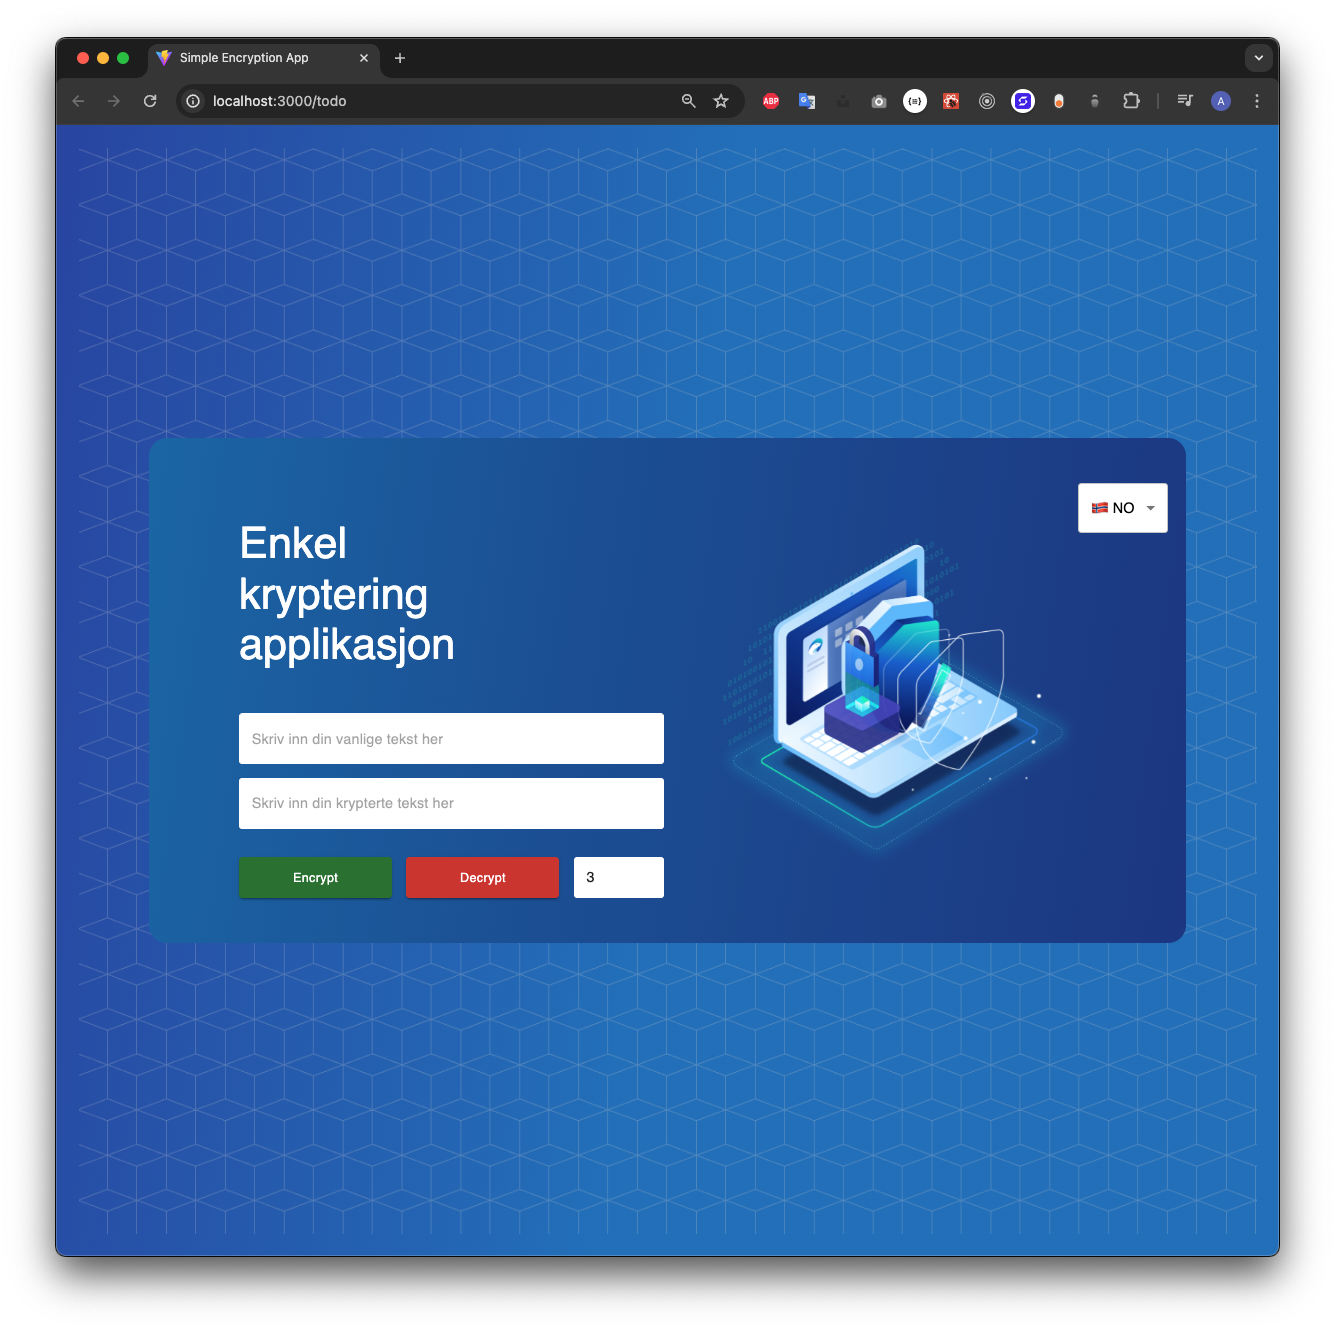 Simple Encryption App
localhost:3000/todo
ABP
A
Enkel
kryptering
applikasjon
NO
Skriv inn din vanlige tekst her
Skriv inn din krypterte tekst her
Encrypt
Decrypt
3